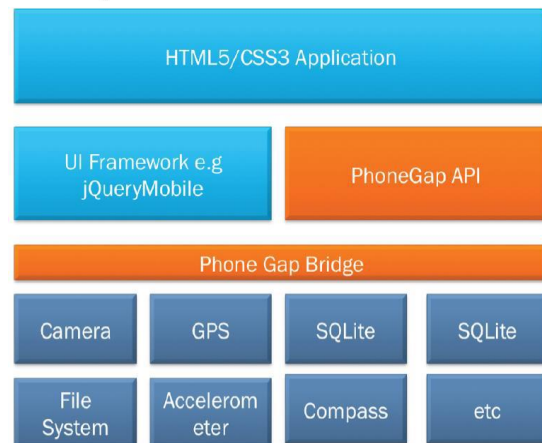 HTML5/CSS3 Application
UI Framework e.g
jQueryMobile
PhoneGap API
Phone Gap Bridge
Camera
GPS
SQLite
SQLite
File
System
Accelerom
eter
Compass
etc